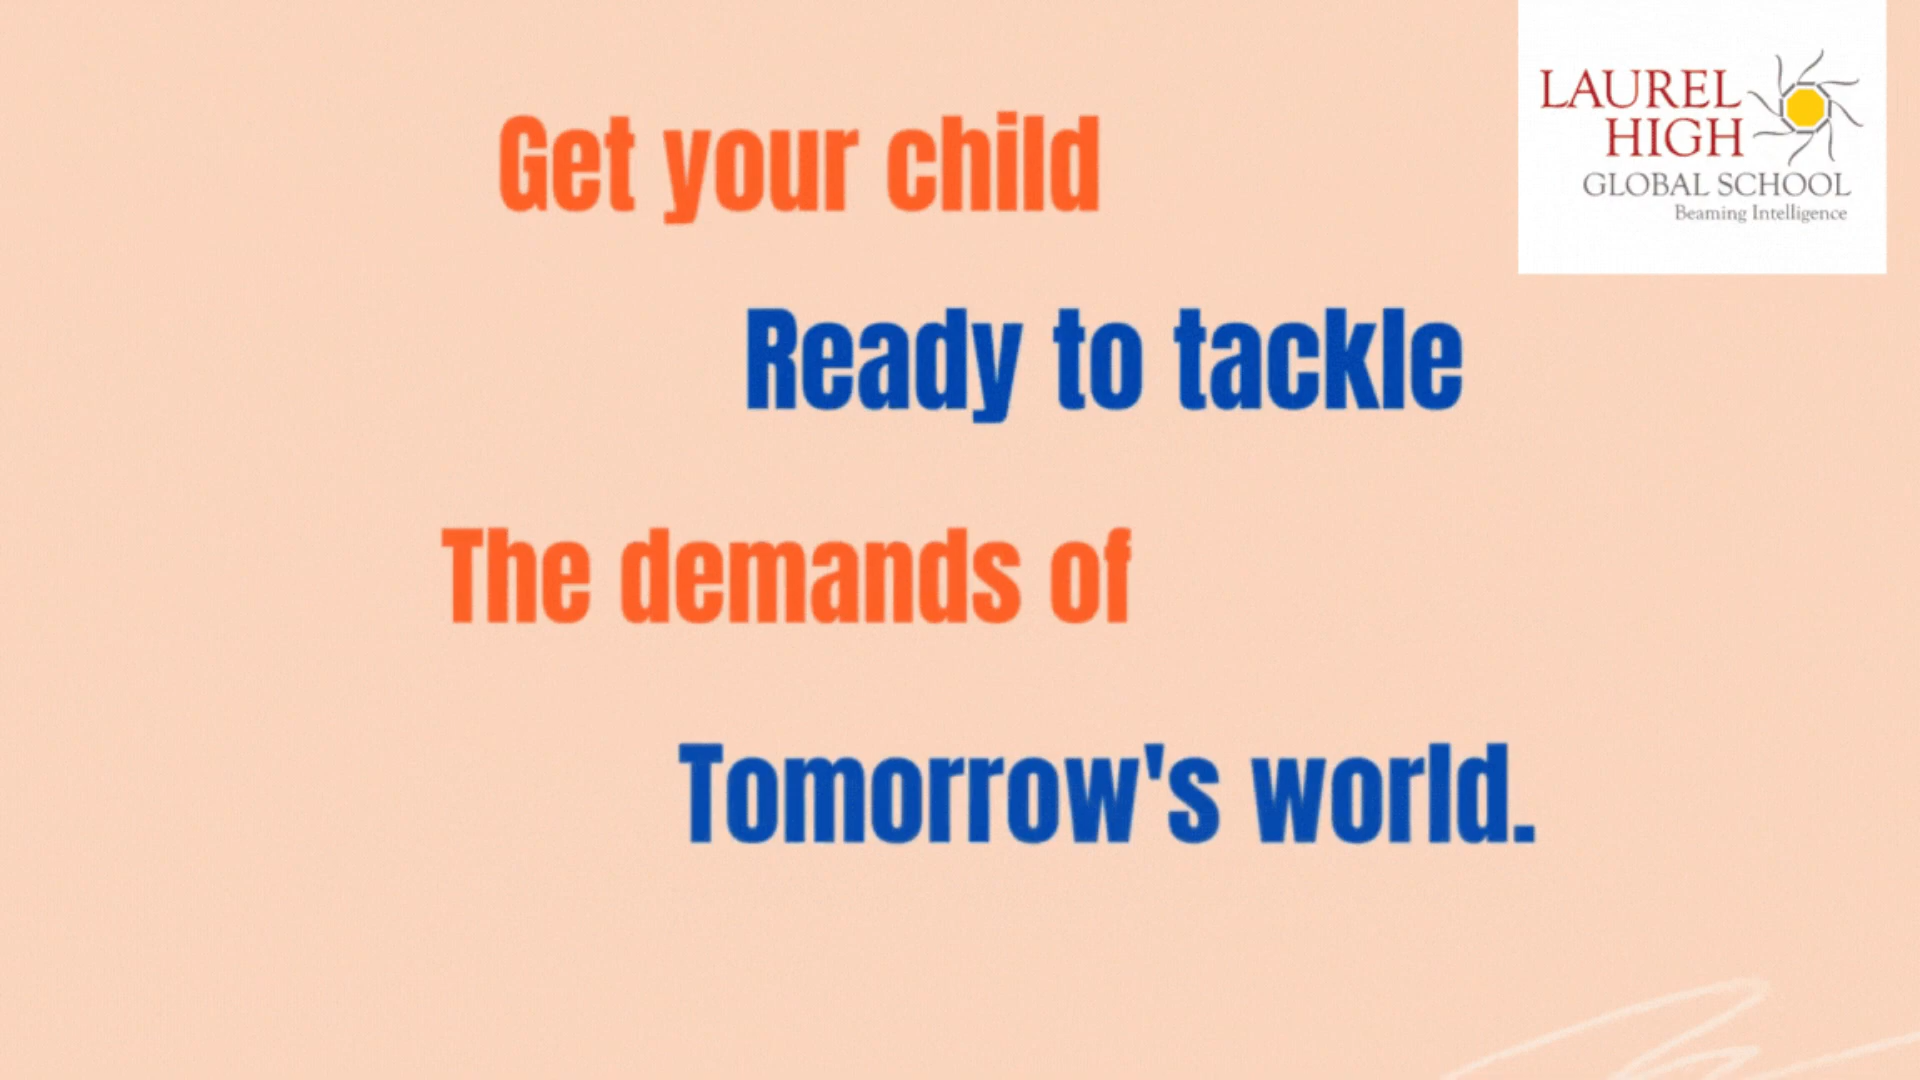 Get your child
Ready to tackle
The demands of
Tomorrow's world.
LAUREL
HIGH
GLOBAL SCHOOL
Beaming Intelligence